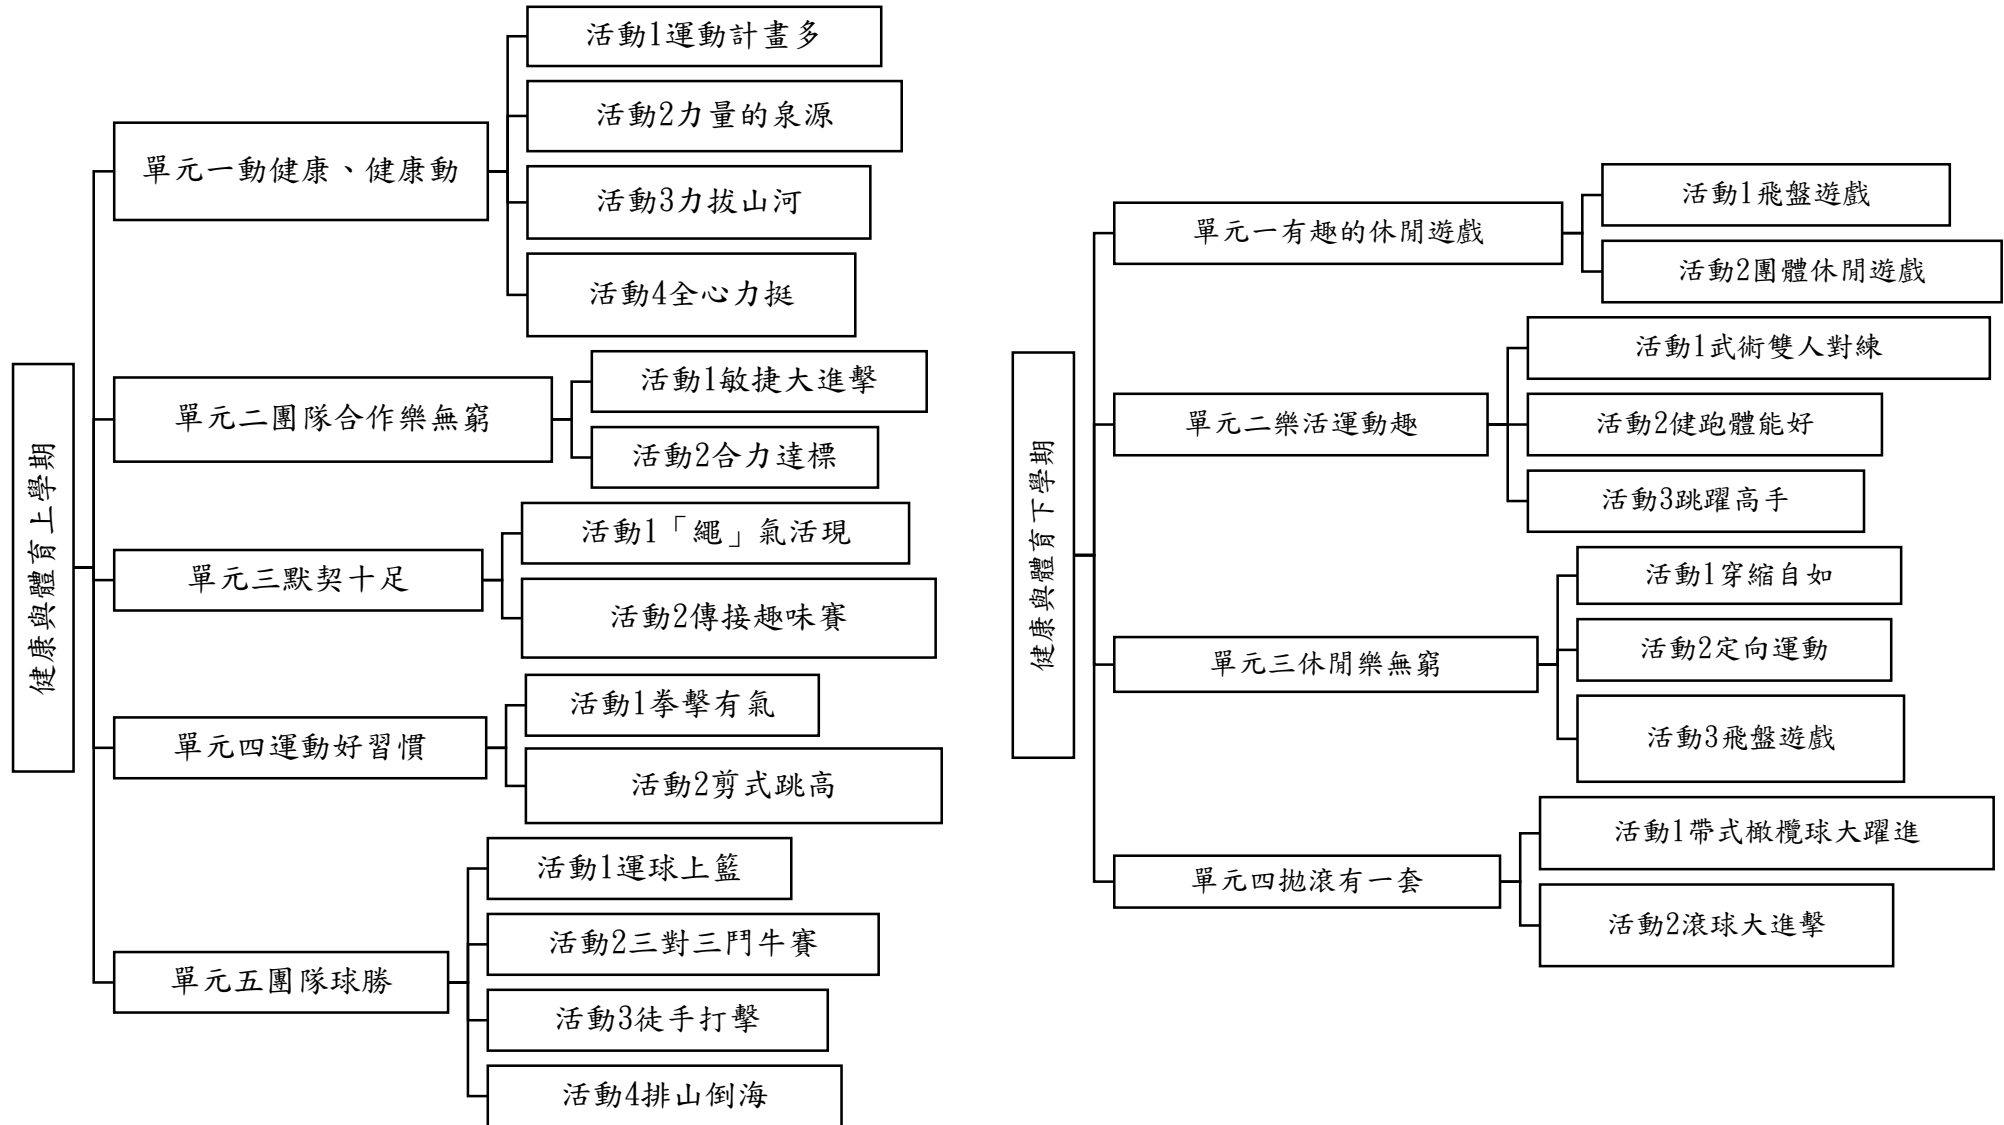 健康與體育上學期
單元一動健康、健康動
活動1運動計畫多
活動2力量的泉源
活動3力拔山河
活動4全心力挺
單元二團隊合作樂無窮
活動1敏捷大進擊
活動2合力達標
單元三默契十足
活動1「繩」氣活現
活動2傳接趣味賽
單元四運動好習慣
活動1拳擊有氧
活動2剪式跳高
單元五團隊球勝
活動1運球上籃
活動2三對三鬥牛賽
活動3徒手打擊
活動4排山倒海
健康與體育下學期
單元一有趣的休閒遊戲
活動1飛盤遊戲
活動2團體休閒遊戲
單元二樂活運動趣
活動1武術雙人對練
活動2健跑體能好
活動3跳躍高手
單元三休閒樂無窮
活動1穿縮自如
活動2定向運動
活動3飛盤遊戲
單元四拋滾有一套
活動1帶式橄欖球大躍進
活動2滾球大進擊